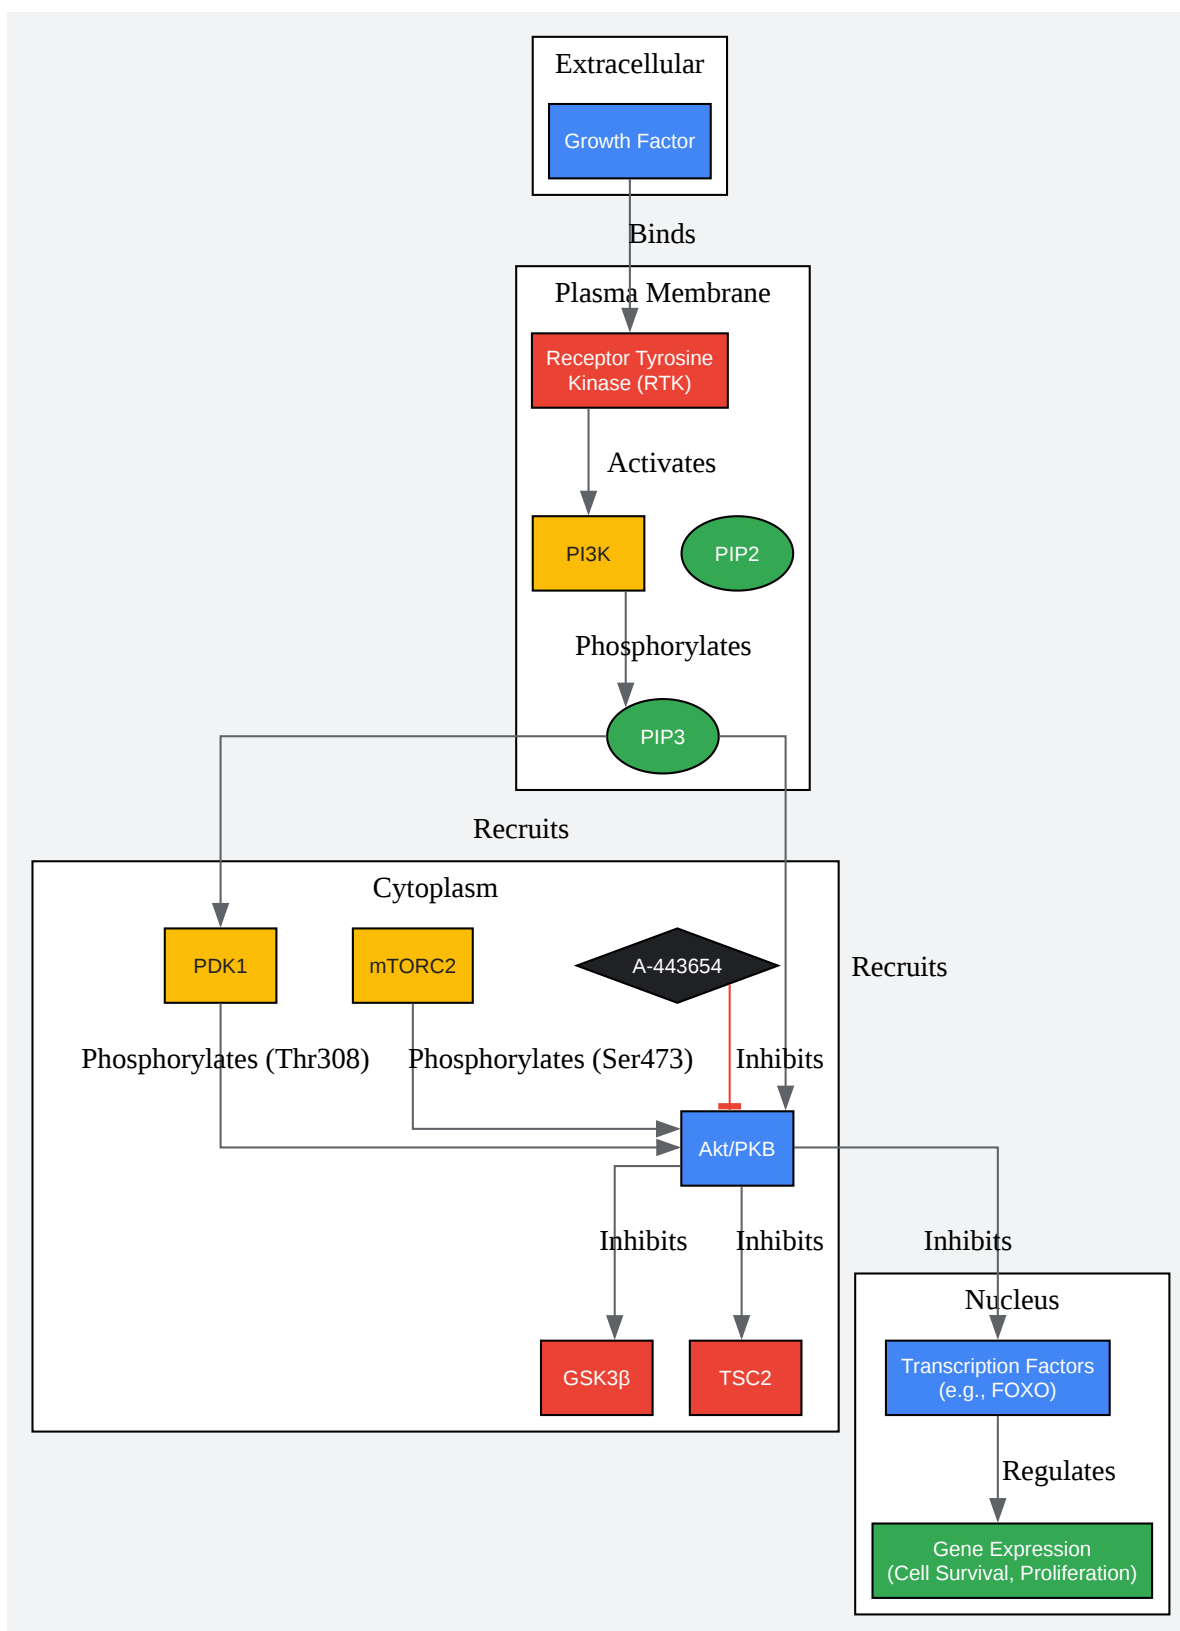 Extracellular
Growth Factor
Binds
Plasma Membrane
Receptor Tyrosine
Kinase (RTK)
Activates
PI3K
PIP2
Phosphorylates
PIP3
Recruits
Cytoplasm
PDK1
mTORC2
A-443654
Recruits
Phosphorylates (Thr308)
Phosphorylates (Ser473)
Inhibits
Akt/PKB
Inhibits
Inhibits
Inhibits
Nucleus
GSK3β
TSC2
Transcription Factors
(e.g., FOXO)
Regulates
Gene Expression
(Cell Survival, Proliferation)